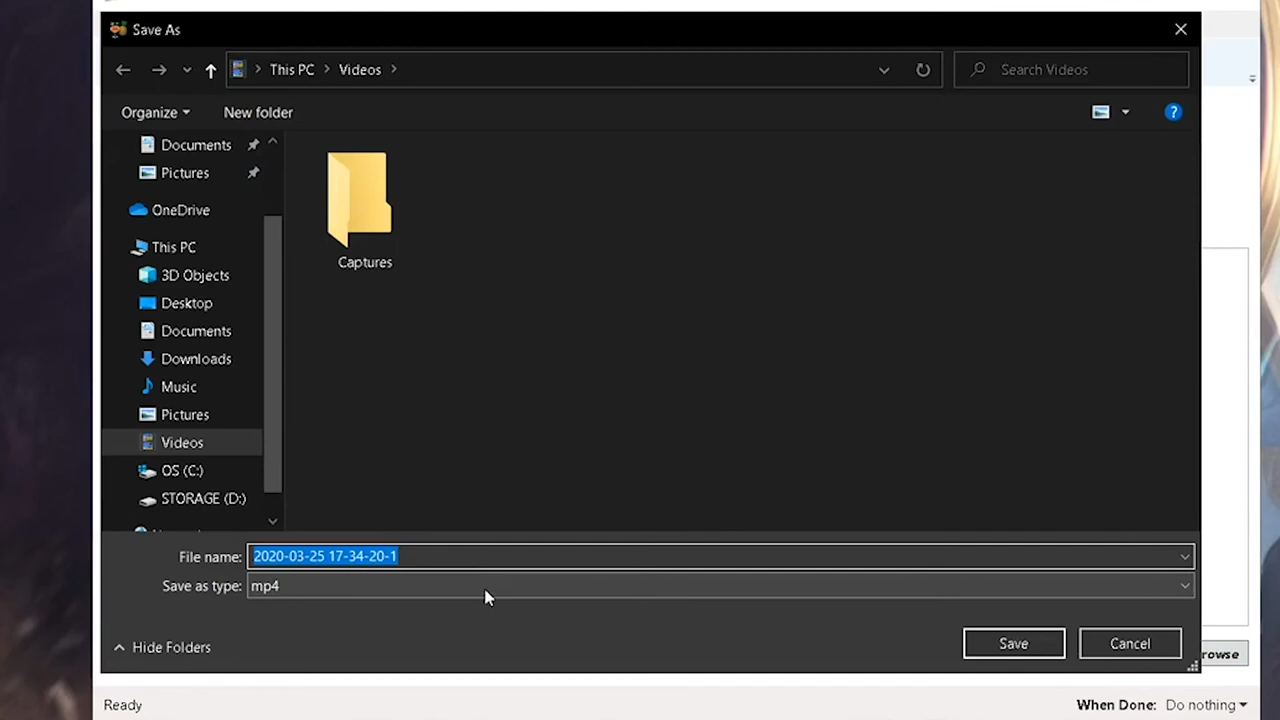 Save As
This PC
Videos
Search Videos
Organize
New folder
?
Documents
Pictures
OneDrive
This PC
3D Objects
Desktop
Documents
Downloads
Music
Pictures
Videos
OS (C:)
STORAGE (D:)
Captures
File name: 2020-03-25 17-34-20-1
Save as type: mp4
Hide Folders
Save
Cancel
rowse
Ready
When Done: Do nothing